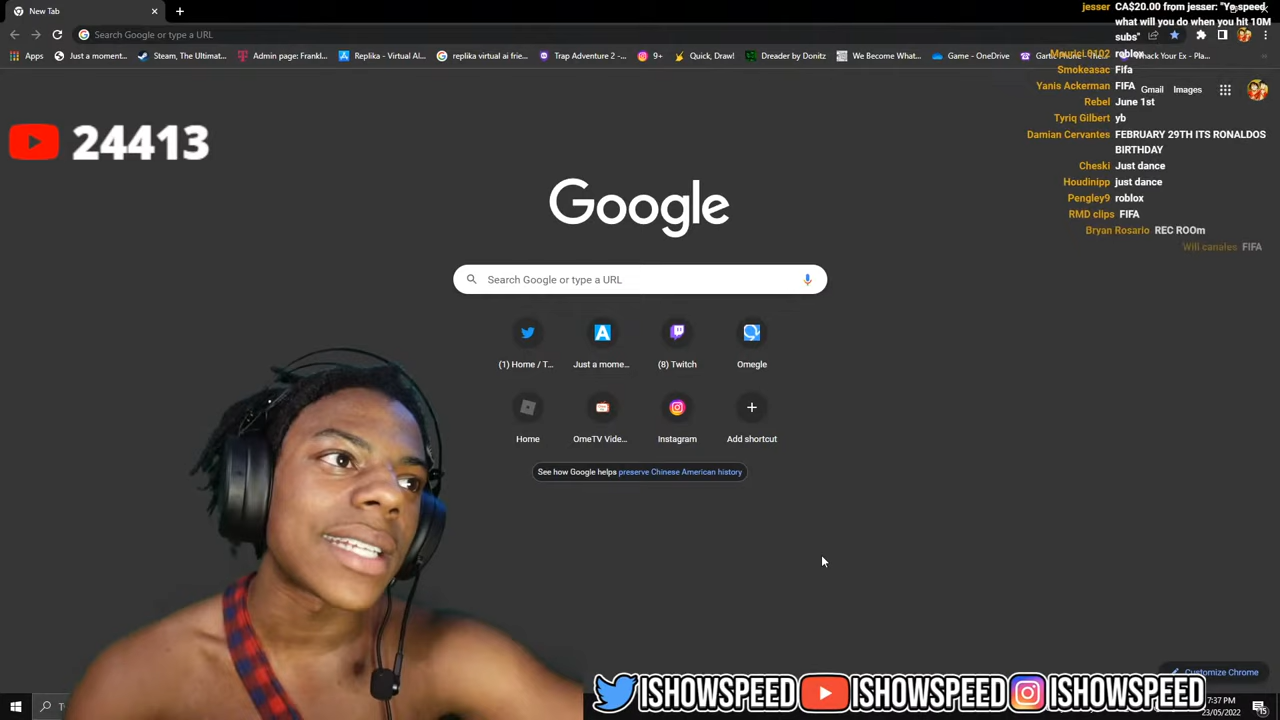 New Tab
jesser CA$20.00 from jesser: "Yo speed,
what will you do when you hit 10M
subs"
Search Google or type a URL
Apps Just a moment... Steam, The Ultimat... Admin page: Frankl... Replika - Virtual AI... replika virtual ai frie... Trap Adventure 2 -... 9+ Quick, Draw! Dreader by Donitz We Become What... Game - OneDrive Whack Your Ex - Pla...
roblox
Smokeasac Fifa
Yanis Ackerman FIFA
Gmail Images
Rebel June 1st
Tyriq Gilbert yb
Damian Cervantes FEBRUARY 29TH ITS RONALDOS
BIRTHDAY
24413
Cheski Just dance
Houdinipp just dance
Pengley9 roblox
RMD clips FIFA
Bryan Rosario REC ROOm
Will canales FIFA
Google
Search Google or type a URL
(1) Home / T... Just a mome... (8) Twitch Omegle
Home OmeTV Vide... Instagram Add shortcut
See how Google helps preserve Chinese American history
Customize Chrome
ISHOWSPEED ISHOWSPEED ISHOWSPEED
7:37 PM
23/05/2022
15